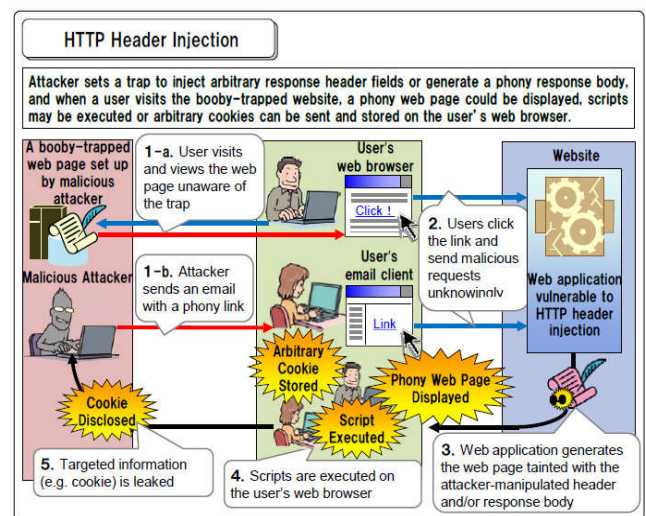 HTTP Header Injection
Attacker sets a trap to inject arbitrary response header fields or generate a phony response body,
and when a user visits the booby-trapped website, a phony web page could be displayed, scripts
may be executed or arbitrary cookies can be sent and stored on the user's web browser.
A booby-trapped
web page set up
by malicious
attacker
1-a. User visits
and views the web
page unaware of
the trap
User's
web browser
Click !
Website
2. Users click
the link and
send malicious
requests
unknowingly
Malicious Attacker
1-b. Attacker
sends an email
with a phony link
User's
email client
Link
Web application
vulnerable to
HTTP header
injection
Arbitrary
Cookie
Stored
Phony Web Page
Displayed
Cookie
Disclosed
Script
Executed
5. Targeted information
(e.g. cookie) is leaked
4. Scripts are executed on
the user's web browser
3. Web application generates
the web page tainted with the
attacker-manipulated header
and/or response body